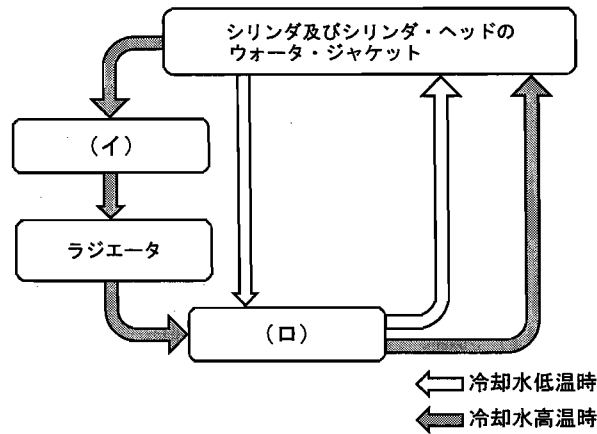 シリンダ及びシリンダ・ヘッドの
ウォータ・ジャケット
(イ)
ラジエータ
(ロ)
冷却水低温時
冷却水高温時